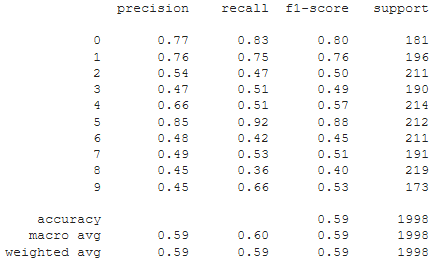 precision recall f1-score support
0 0.77 0.83 0.80 181
1 0.76 0.75 0.76 196
2 0.54 0.47 0.50 211
3 0.47 0.51 0.49 190
4 0.66 0.51 0.57 214
5 0.85 0.92 0.88 212
6 0.48 0.42 0.45 211
7 0.49 0.53 0.51 191
8 0.45 0.36 0.40 219
9 0.45 0.66 0.53 173
accuracy 0.59 1998
macro avg 0.59 0.60 0.59 1998
weighted avg 0.59 0.59 0.59 1998